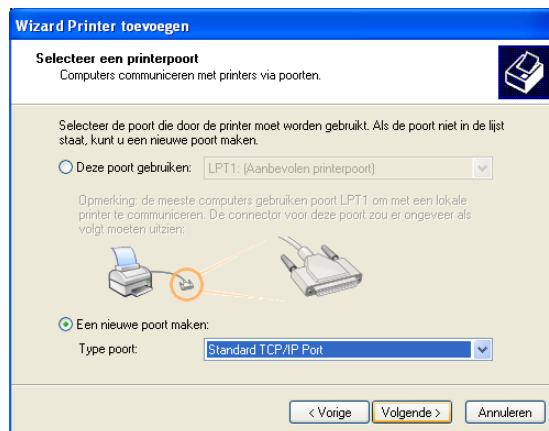 Wizard Printer toevoegen
Selecteer een printerpoort
Computers communiceren met printers via poorten.
Selecteer de poort die door de printer moet worden gebruikt. Als de poort niet in de lijst
staat, kunt u een nieuwe poort maken.
Deze poort gebruiken: LPT1: (Aanbevolen printerpoort)
Opmerking: de meeste computers gebruiken poort LPT1 om met een lokale
printer te communiceren. De connector voor deze poort zou er ongeveer als
volgt moeten uitzien:
Een nieuwe poort maken:
Type poort: Standard TCP/IP Port
< Vorige Volgende > Annuleren